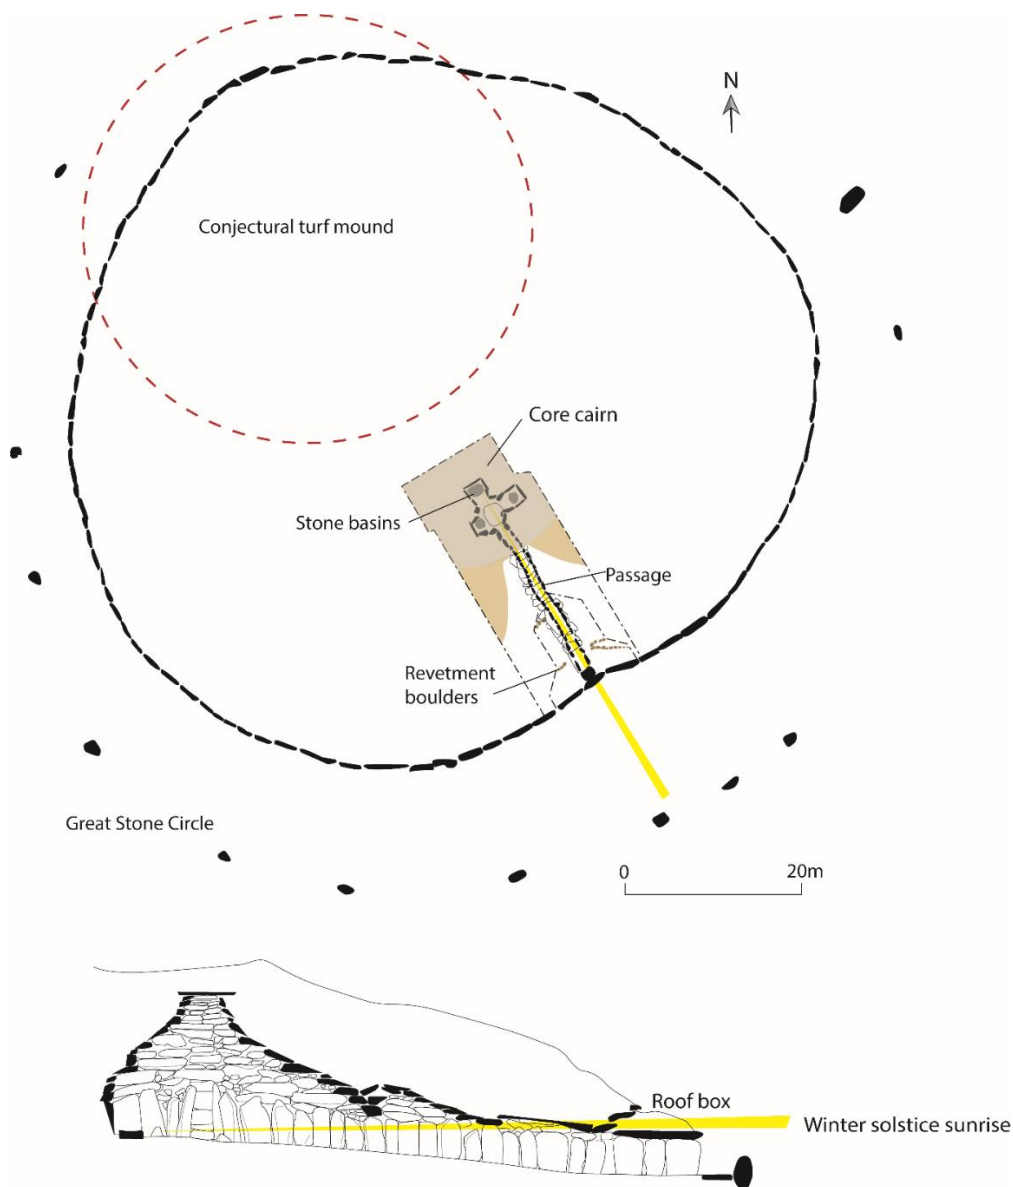 N
Conjectural turf mound
Core cairn
Stone basins
Passage
Revetment
boulders
Great Stone Circle
0
20m
Roof box
Winter solstice sunrise